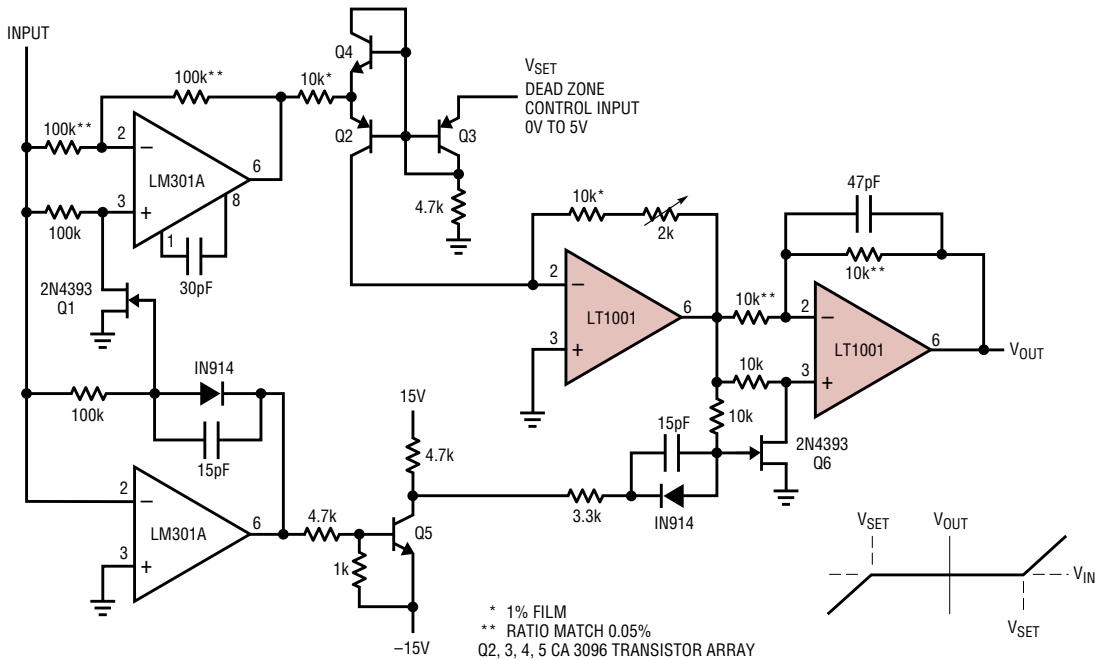 INPUT
Q4
100k**
10k*
VSET
DEAD ZONE
CONTROL INPUT
0V TO 5V
100k**
2
−
Q2
Q3
LM301A
6
3
+
8
100k
1
4.7k
30pF
2N4393
Q1
47pF
10k*
2k
10k**
2
−
LT1001
6
3
+
10k**
2
−
LT1001
6
VOUT
3
+
10k
IN914
100k
15pF
15V
4.7k
15pF
10k
2N4393
Q6
3.3k
IN914
2
−
LM301A
6
3
+
4.7k
Q5
1k
−15V
VSET
VOUT
VIN
VSET
* 1% FILM
** RATIO MATCH 0.05%
Q2, 3, 4, 5 CA 3096 TRANSISTOR ARRAY